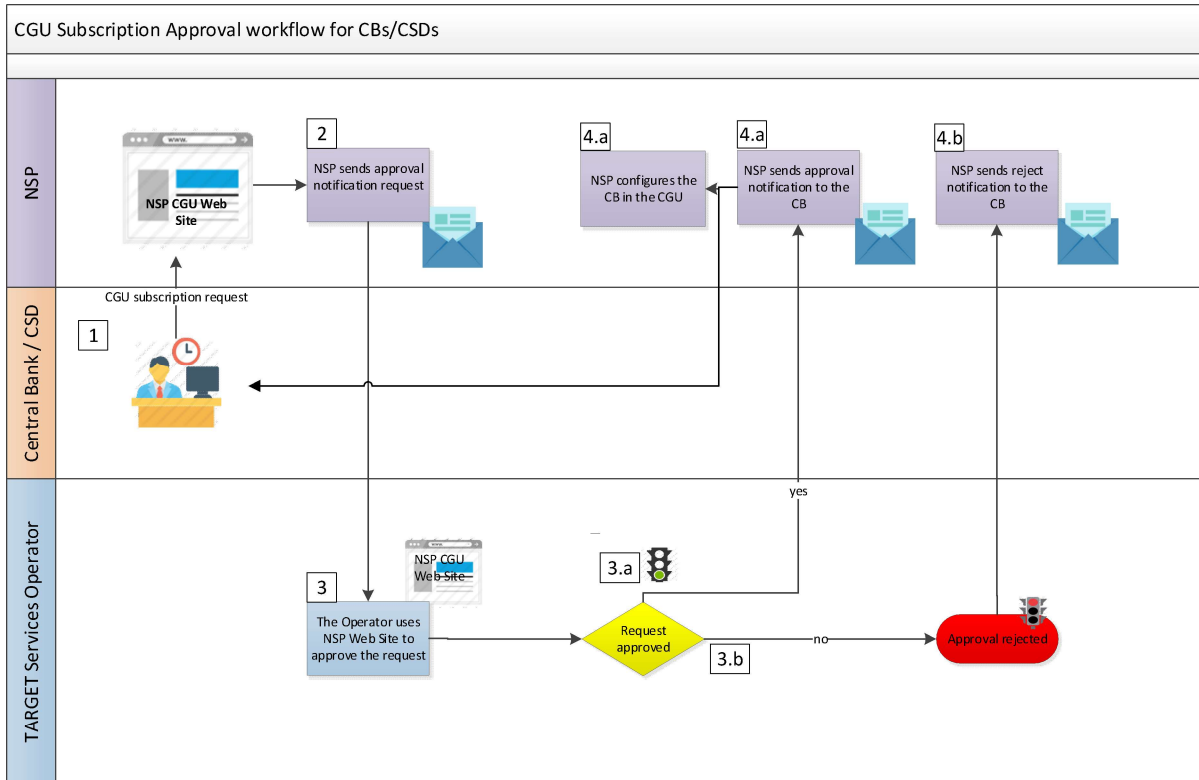 CGU Subscription Approval workflow for CBs/CSDs
NSP
www.
NSP CGU Web
Site
2
NSP sends approval
notification request
4.a
NSP configures the
CB in the CGU
4.a
NSP sends approval
notification to the
CB
4.b
NSP sends reject
notification to the
CB
Central Bank / CSD
CGU subscription request
1
TARGET Services Operator
yes
www.
NSP CGU
Web Site
3
The Operator uses
NSP Web Site to
approve the request
3.a
Request
approved
3.b
no
Approval rejected